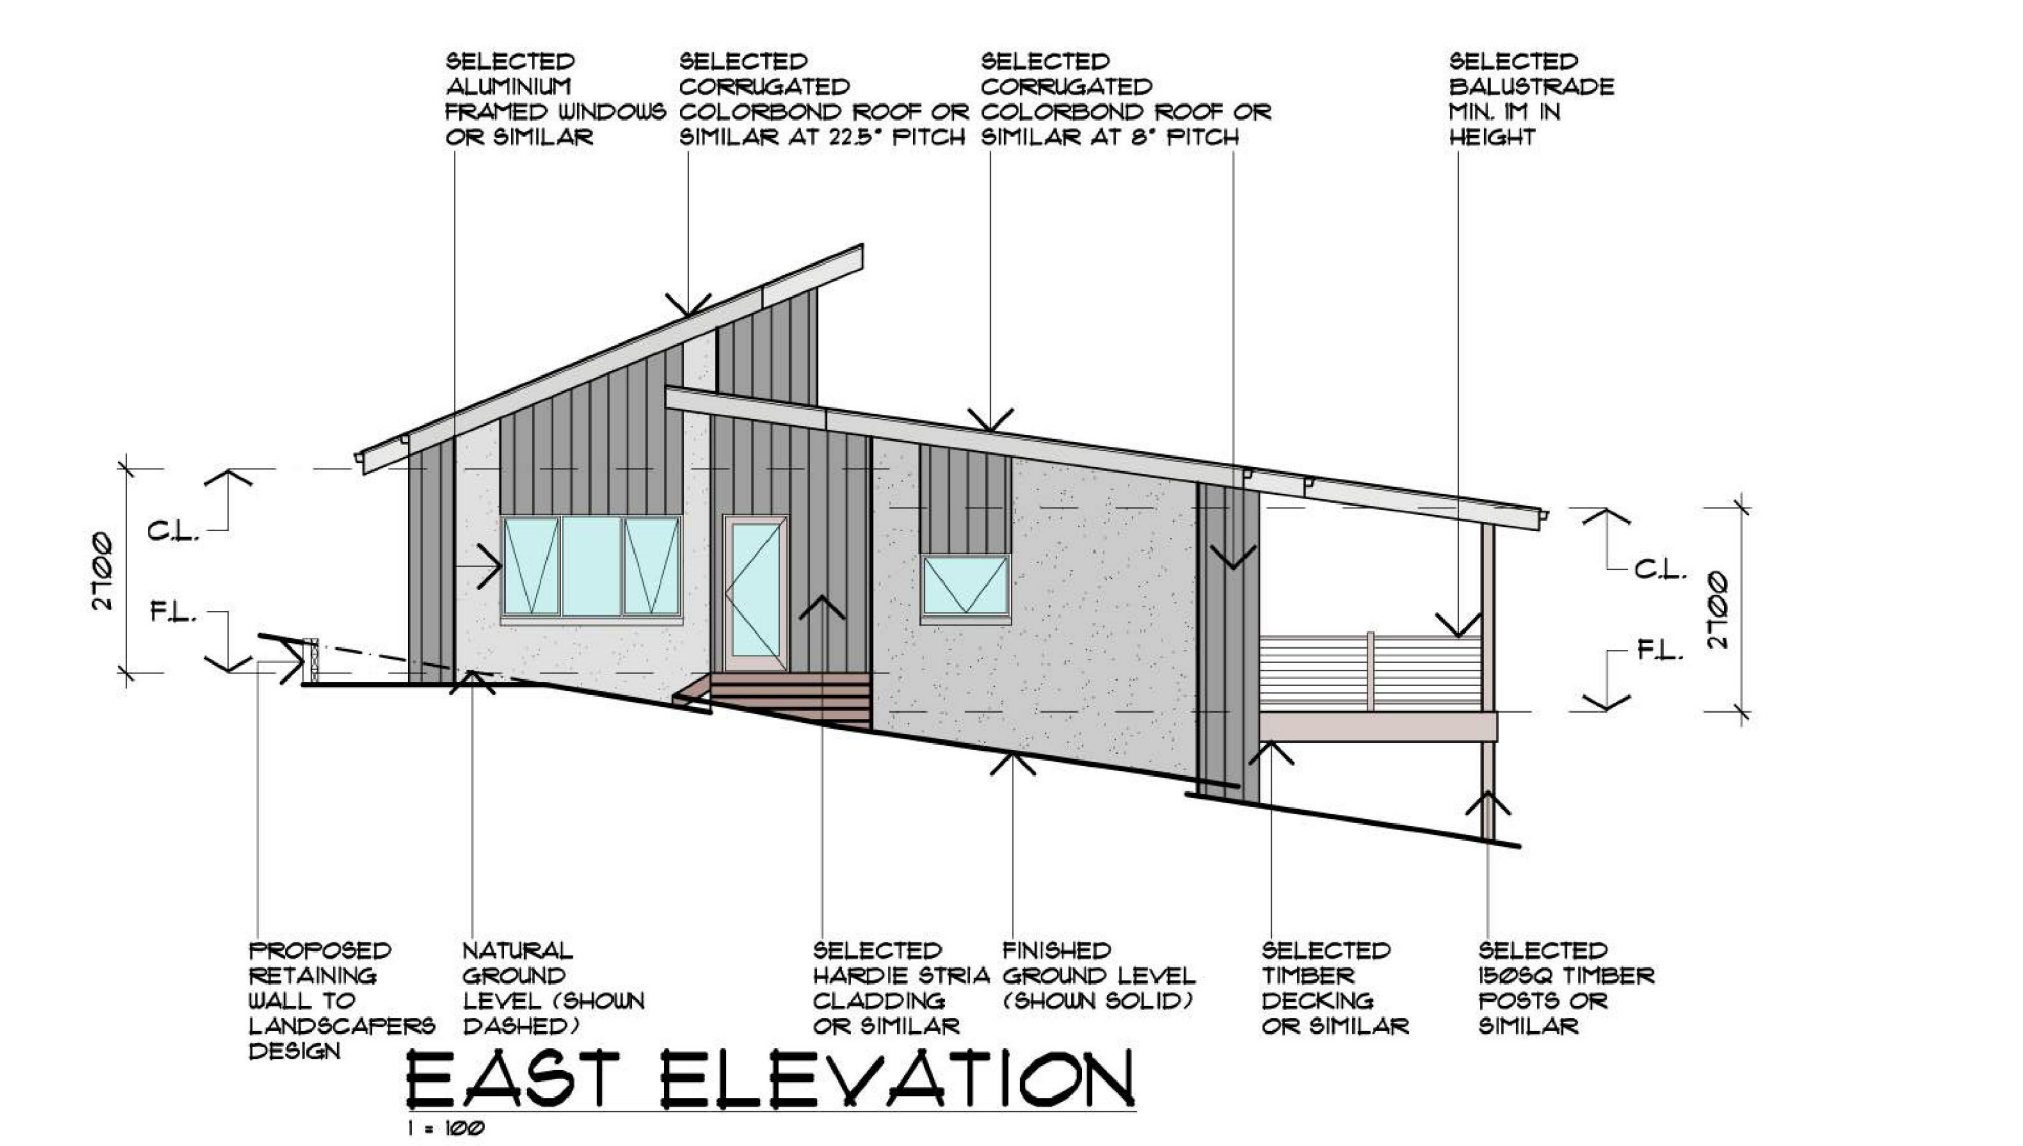 SELECTED
ALUMINIUM
FRAMED WINDOWS
OR SIMILAR
SELECTED
CORRUGATED
COLORBOND ROOF OR
SIMILAR AT 22.5° PITCH
SELECTED
CORRUGATED
COLORBOND ROOF OR
SIMILAR AT 8° PITCH
SELECTED
BALUSTRADE
MIN. 1M IN
HEIGHT
2700
C.L.
F.L.
C.L.
F.L.
2700
PROPOSED
RETAINING
WALL TO
LANDSCAPERS
DESIGN
NATURAL
GROUND
LEVEL (SHOWN
DASHED)
SELECTED
HARDIE STRIA
CLADDING
OR SIMILAR
FINISHED
GROUND LEVEL
(SHOWN SOLID)
SELECTED
TIMBER
DECKING
OR SIMILAR
SELECTED
150SQ TIMBER
POSTS OR
SIMILAR
EAST ELEVATION
1 = 100